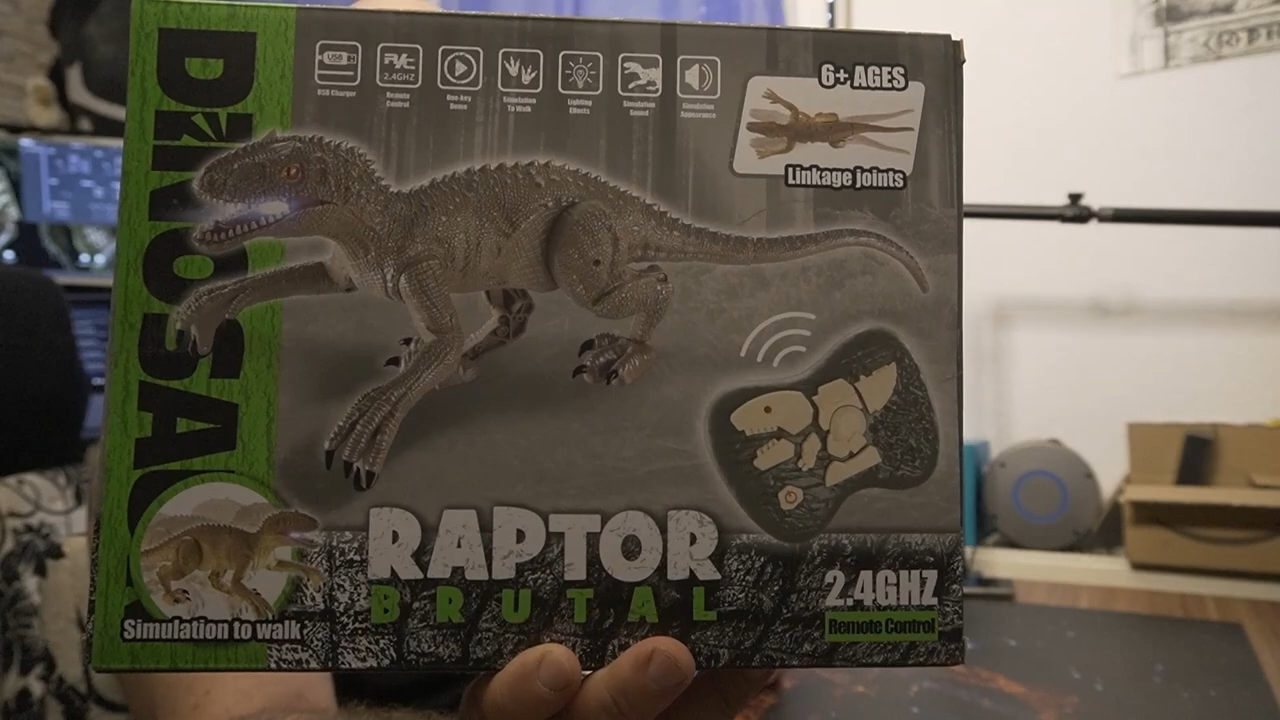 DINOSAUR
USB
USB Charger
R/C
2.4GHZ
Remote
Control
One-Key
Demo
Simulation
To Walk
Lighting
Effects
Simulation
Sound
Simulation
Appearance
6+ AGES
Linkage joints
RAPTOR
BRUTAL
Simulation to walk
2.4GHZ
Remote Control